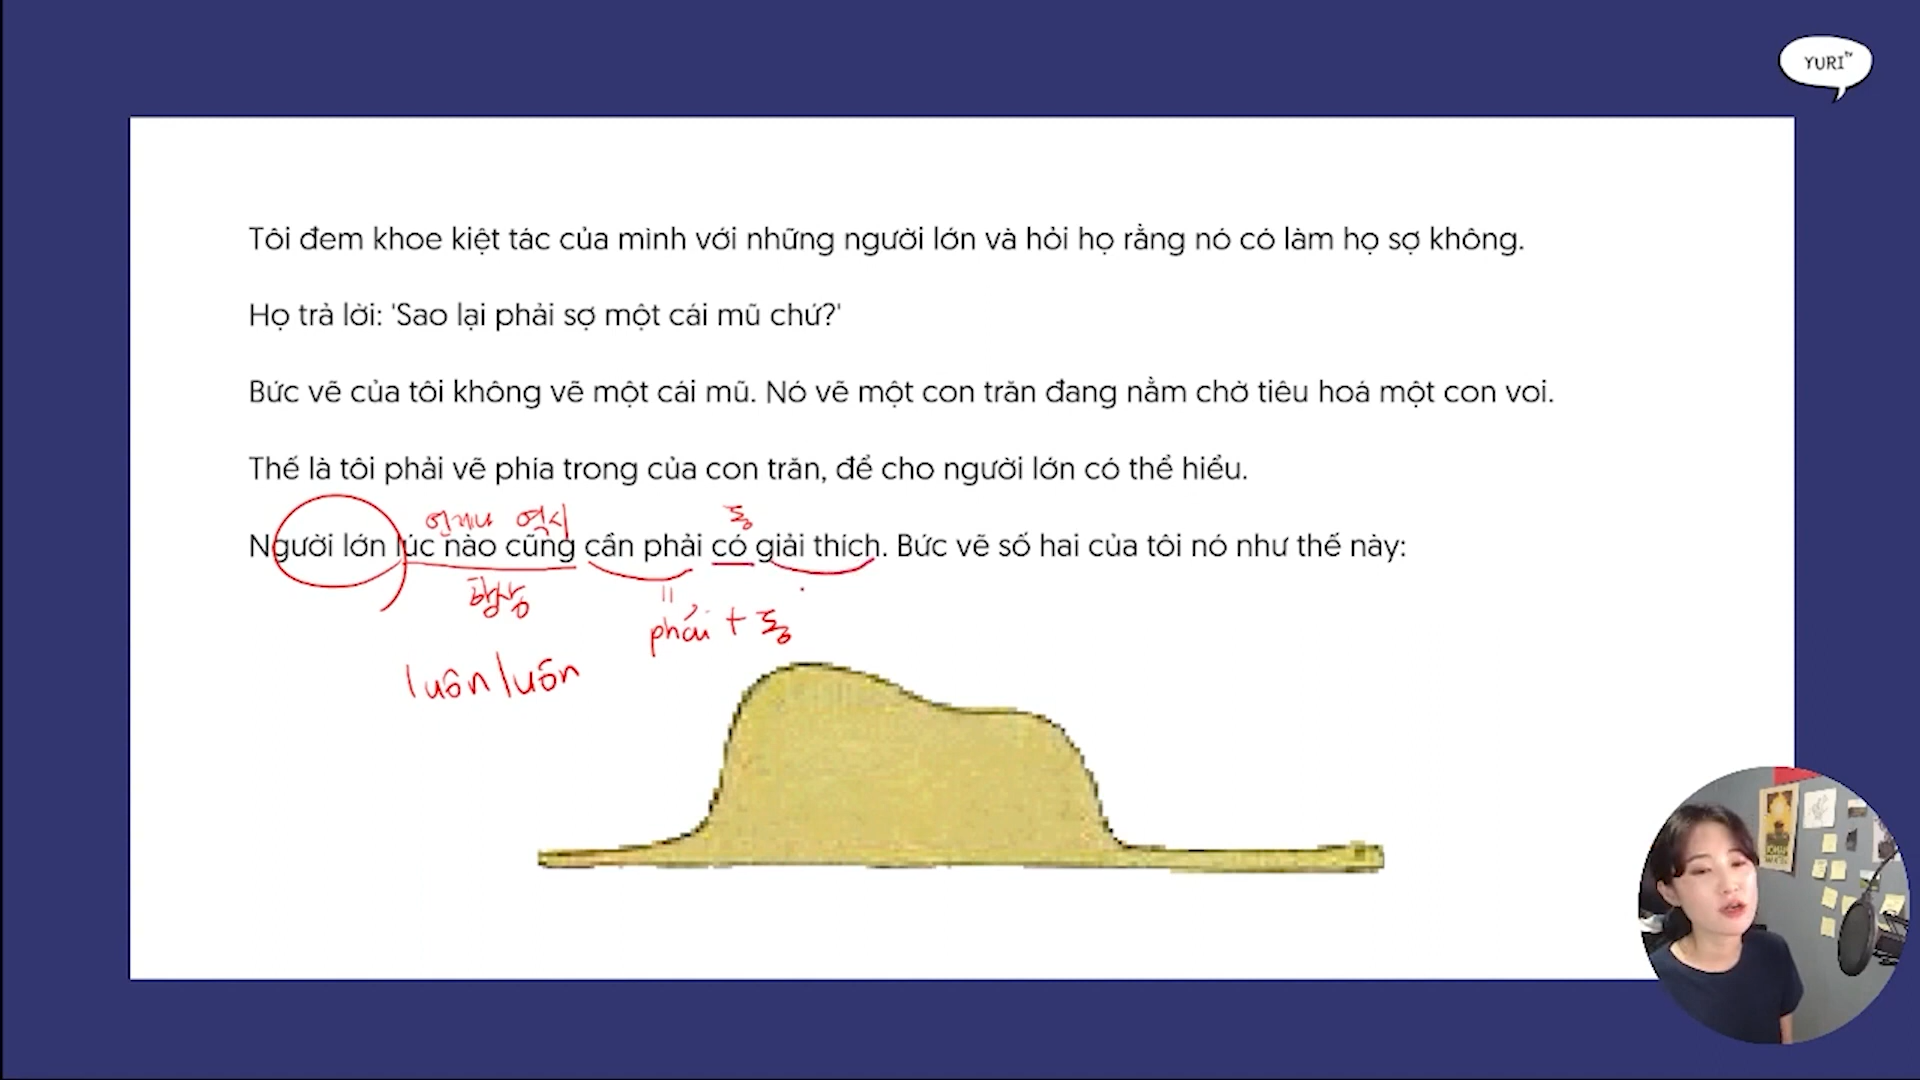 YURI tv
Tôi đem khoe kiệt tác của mình với những người lớn và hỏi họ rằng nó có làm họ sợ không.
Họ trả lời: 'Sao lại phải sợ một cái mũ chứ?'
Bức vẽ của tôi không vẽ một cái mũ. Nó vẽ một con trăn đang nằm chờ tiêu hoá một con voi.
Thế là tôi phải vẽ phía trong của con trăn, để cho người lớn có thể hiểu.
언제나 역시 동
Người lớn lúc nào cũng cần phải có giải thích. Bức vẽ số hai của tôi nó như thế này:
항상
phải + 동
luôn luôn